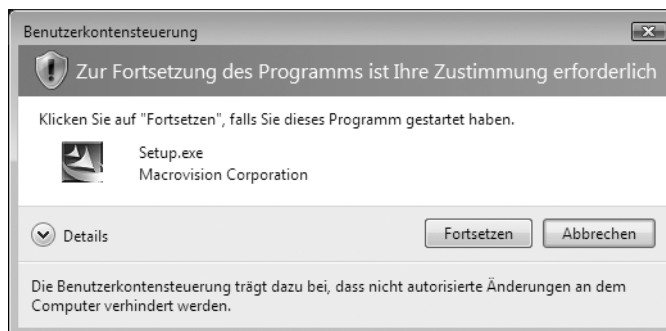 Benutzerkontensteuerung
Zur Fortsetzung des Programms ist Ihre Zustimmung erforderlich
Klicken Sie auf "Fortsetzen", falls Sie dieses Programm gestartet haben.
Setup.exe
Macrovision Corporation
Details
Fortsetzen
Abbrechen
Die Benutzerkontensteuerung trägt dazu bei, dass nicht autorisierte Änderungen an dem
Computer verhindert werden.